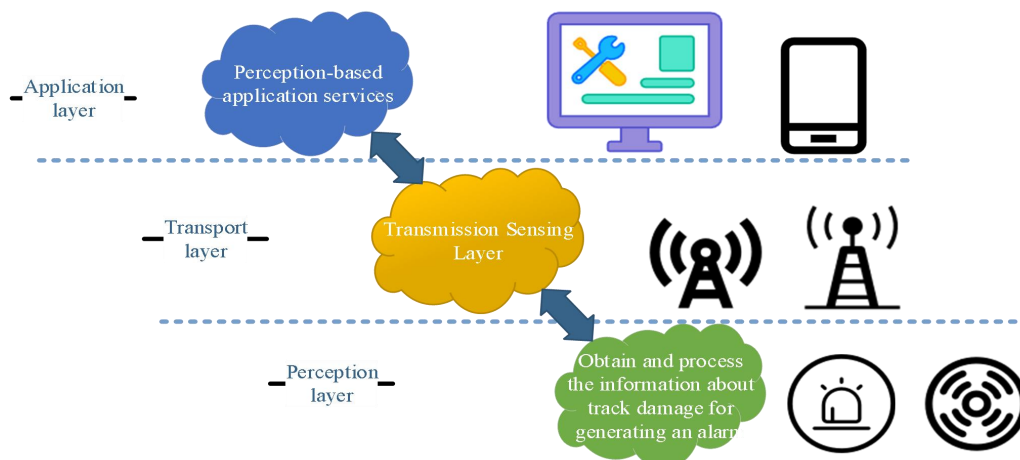 Application
layer
Perception-based
application services
Transport
layer
Transmission Sensing
Layer
Perception
layer
Obtain and process
the information about
track damage for
generating an alarm